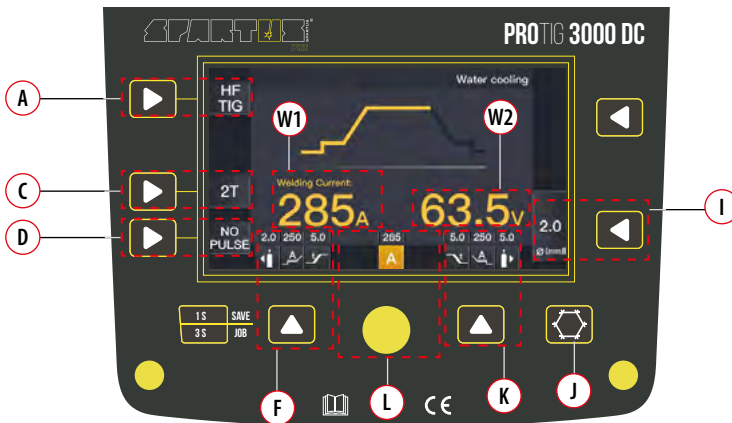 SPARTUS®
PRO
PROTIG 3000 DC
A
HF
TIG
Water cooling
W1
W2
C
2T
Welding Current:
285A
63.5V
I
D
NO
PULSE
2.0 250 5.0
285
A
5.0 250 5.0
2.0
Ø[mm]
1 S SAVE
3 S JOB
F
L
K
J
CE